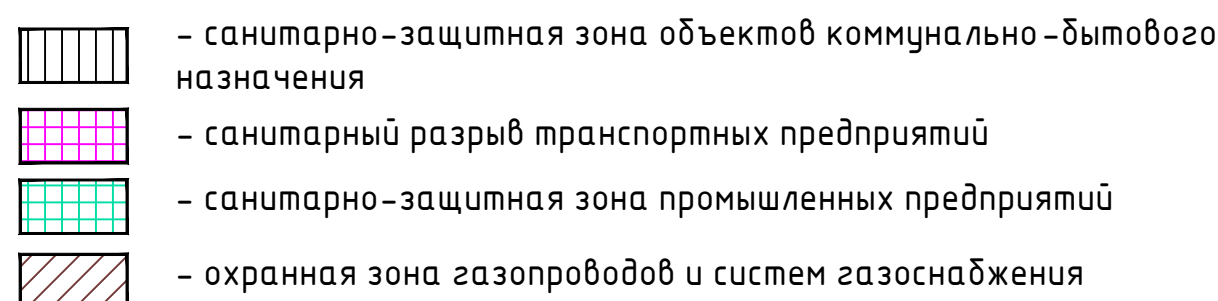 - санитарно-защитная зона объектов коммунально-бытового
назначения
- санитарный разрыв транспортных предприятий
- санитарно-защитная зона промышленных предприятий
- охранная зона газопроводов и систем газоснабжения